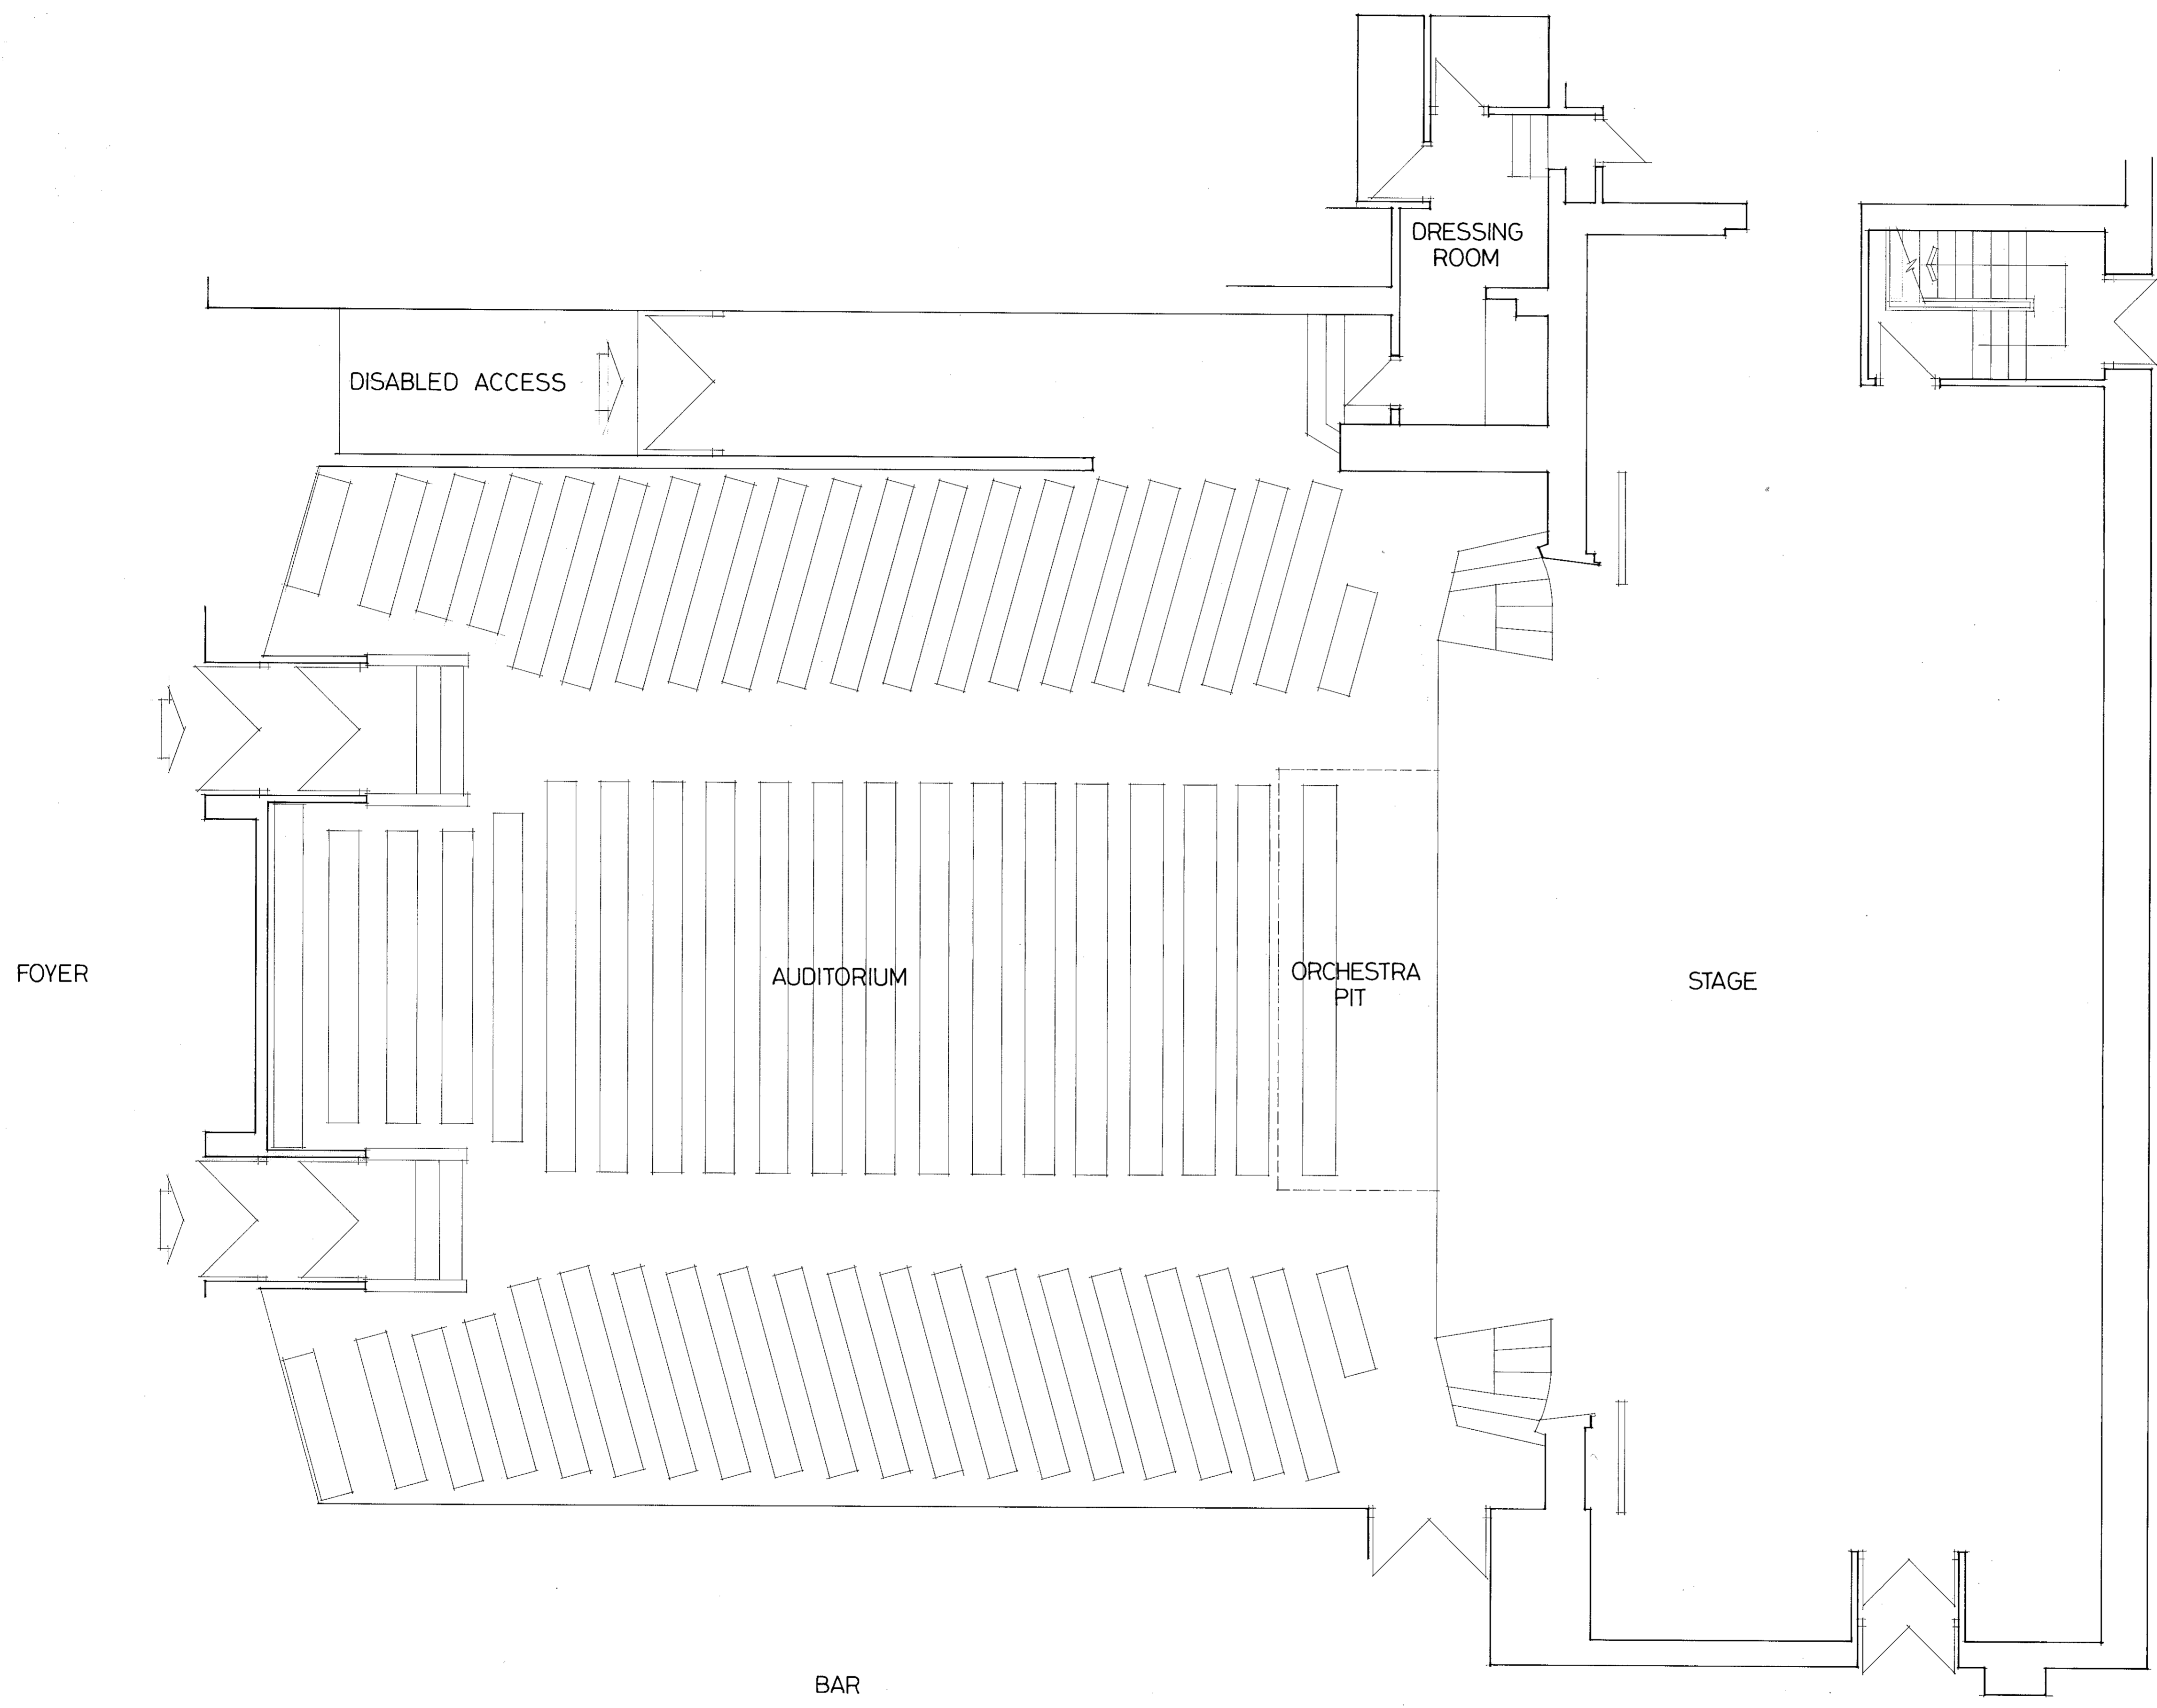 DRESSING
ROOM
DISABLED ACCESS
FOYER
AUDITORIUM
ORCHESTRA
PIT
STAGE
BAR